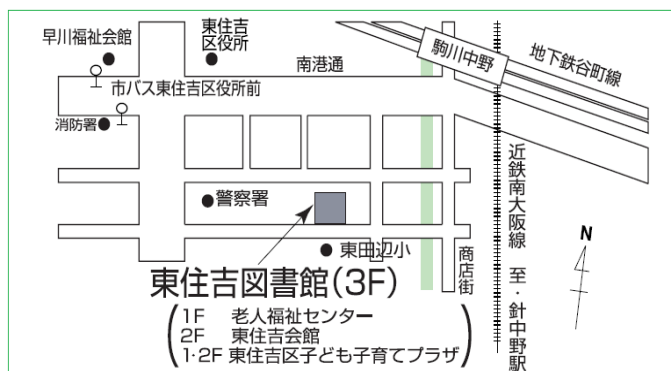 早川福祉会館
東住吉
区役所
南港通
駒川中野
地下鉄谷町線
市バス東住吉区役所前
消防署
警察署
東田辺小
商店街
近鉄南大阪線 至・針中野駅
N
東住吉図書館(3F)
1F 老人福祉センター
2F 東住吉会館
1・2F 東住吉区子ども子育てプラザ